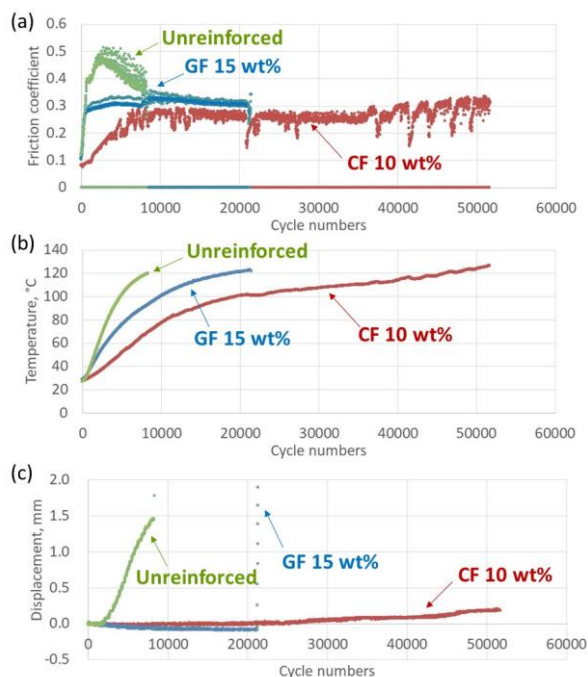 (a)
Friction coefficient
0.6
0.5
0.4
0.3
0.2
0.1
0
Unreinforced
GF 15 wt%
CF 10 wt%
0 10000 20000 30000 40000 50000 60000
Cycle numbers
(b)
Temperature, °C
140
120
100
80
60
40
20
0
Unreinforced
GF 15 wt%
CF 10 wt%
0 10000 20000 30000 40000 50000 60000
Cycle numbers
(c)
Displacement, mm
2.0
1.5
1.0
0.5
0.0
-0.5
GF 15 wt%
Unreinforced
CF 10 wt%
0 10000 20000 30000 40000 50000 60000
Cycle numbers